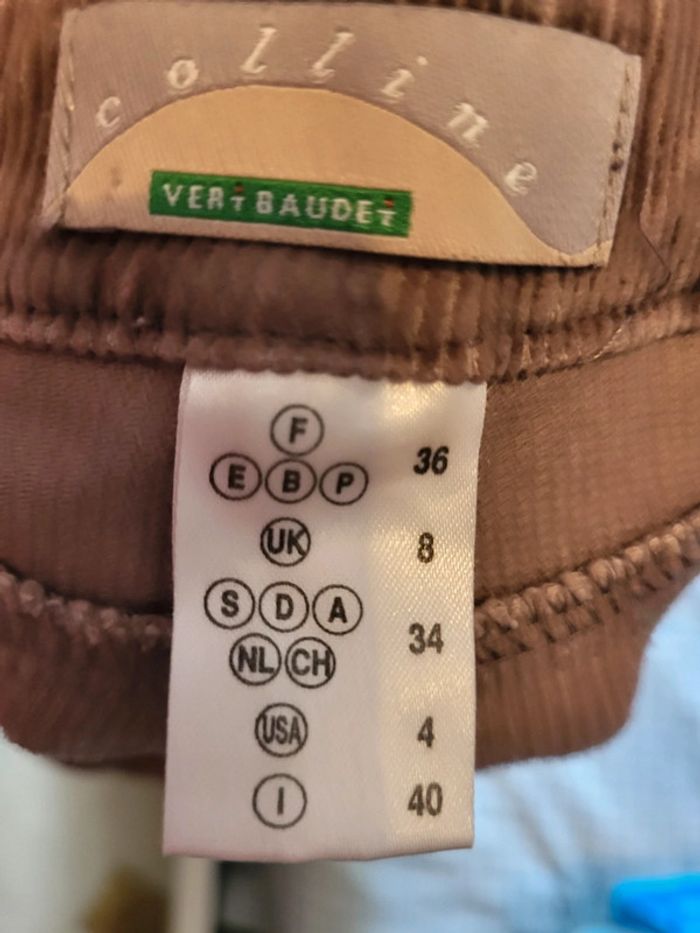 colline
VERTBAUDET
F
E B P 36
UK 8
S D A
NL CH 34
USA 4
I 40